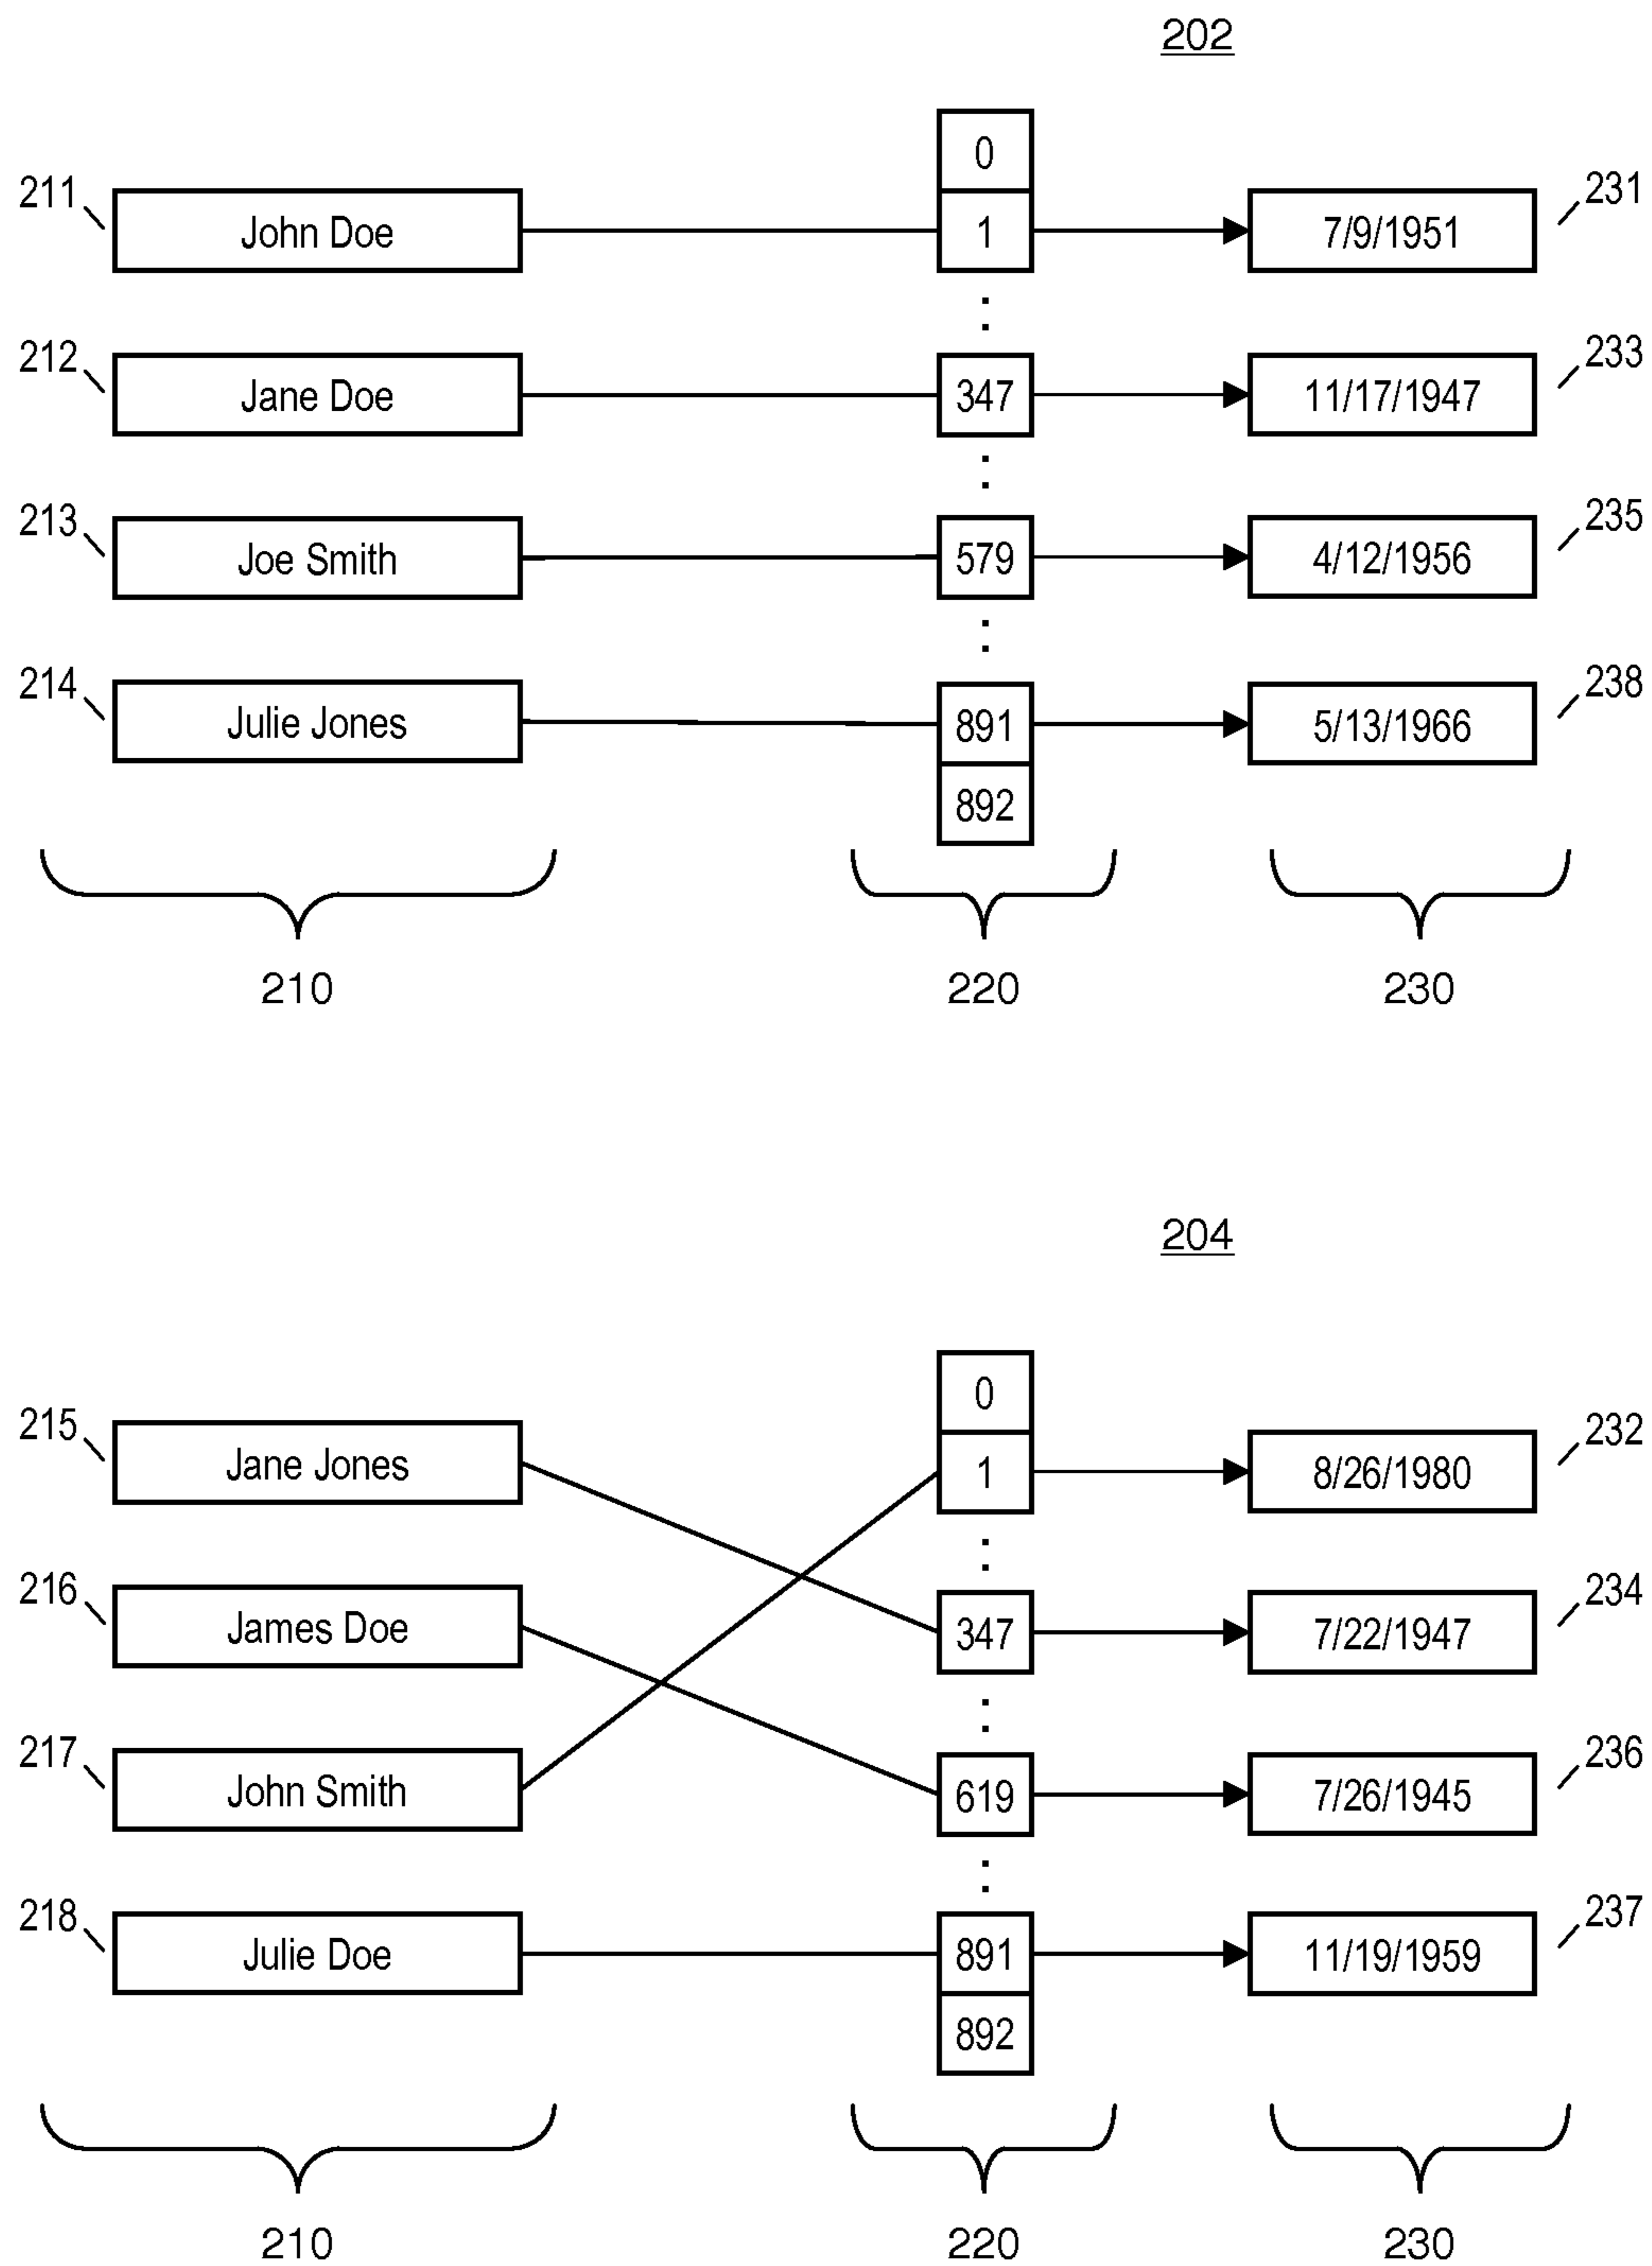 202
0
211 John Doe 1 7/9/1951 231
212 Jane Doe 347 11/17/1947 233
213 Joe Smith 579 4/12/1956 235
214 Julie Jones 891 5/13/1966 238
892
210 220 230
204
0
215 Jane Jones 1 8/26/1980 232
216 James Doe 347 7/22/1947 234
217 John Smith 619 7/26/1945 236
218 Julie Doe 891 11/19/1959 237
892
210 220 230